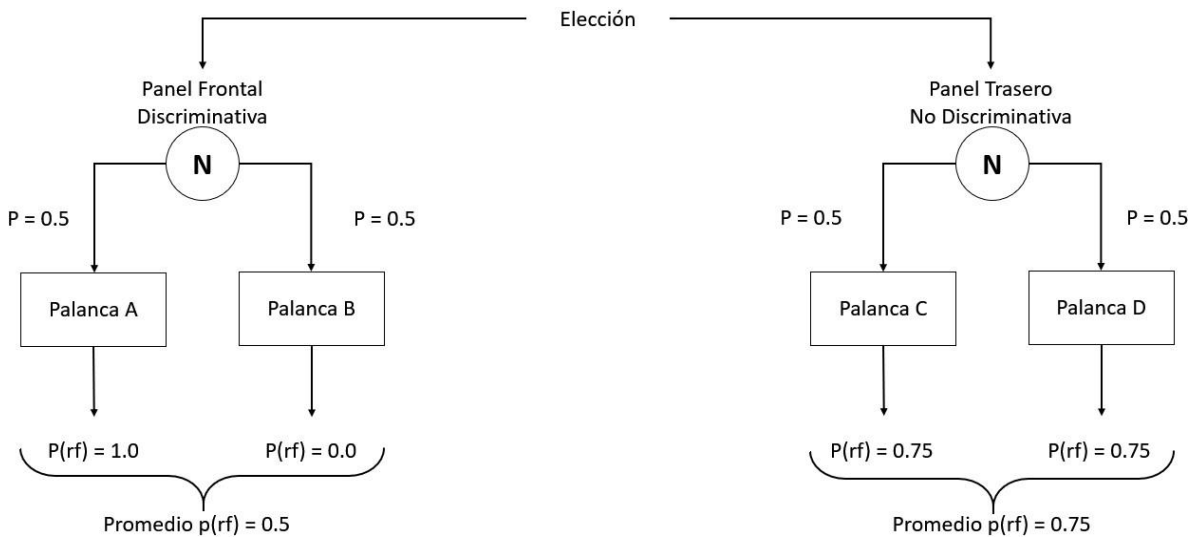 Elección
Panel Frontal
Discriminativa
N
P = 0.5
P = 0.5
Palanca A
Palanca B
P(rf) = 1.0
P(rf) = 0.0
Promedio p(rf) = 0.5
Panel Trasero
No Discriminativa
N
P = 0.5
P = 0.5
Palanca C
Palanca D
P(rf) = 0.75
P(rf) = 0.75
Promedio p(rf) = 0.75